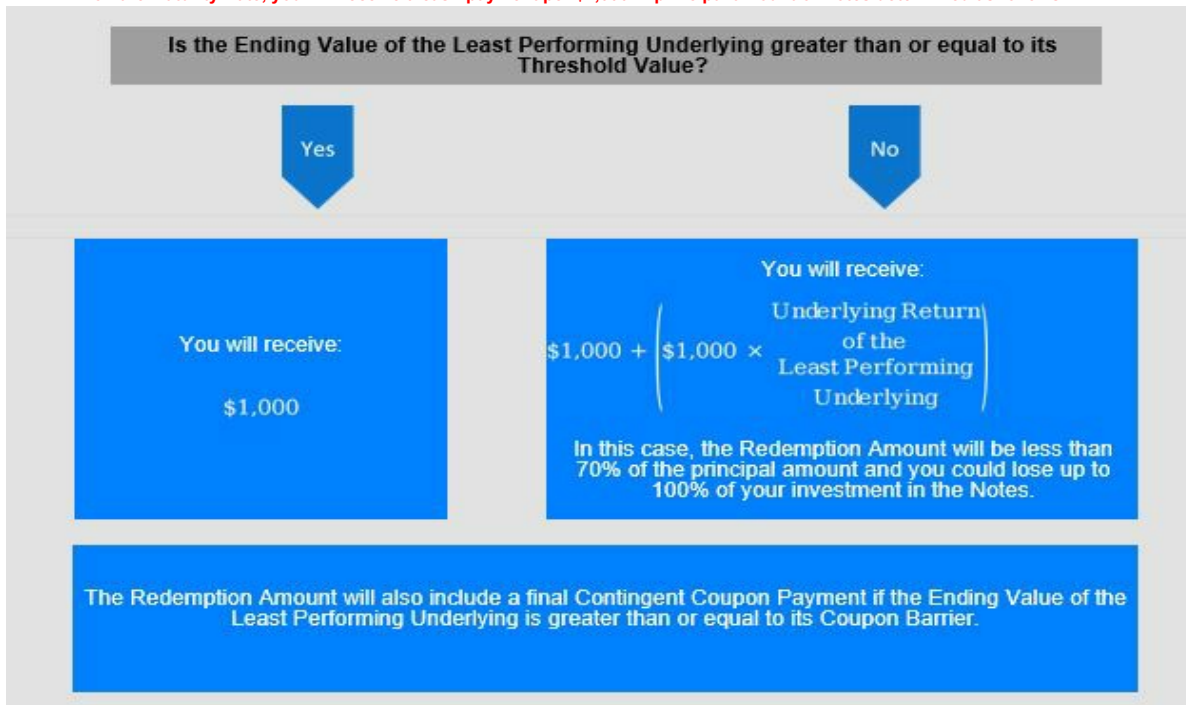 Is the Ending Value of the Least Performing Underlying greater than or equal to its
Threshold Value?
Yes
No
You will receive:
$1,000
You will receive:
$1,000 + ($1,000 × Underlying Return
of the
Least Performing
Underlying)
In this case, the Redemption Amount will be less than
70% of the principal amount and you could lose up to
100% of your investment in the Notes.
The Redemption Amount will also include a final Contingent Coupon Payment if the Ending Value of the
Least Performing Underlying is greater than or equal to its Coupon Barrier.